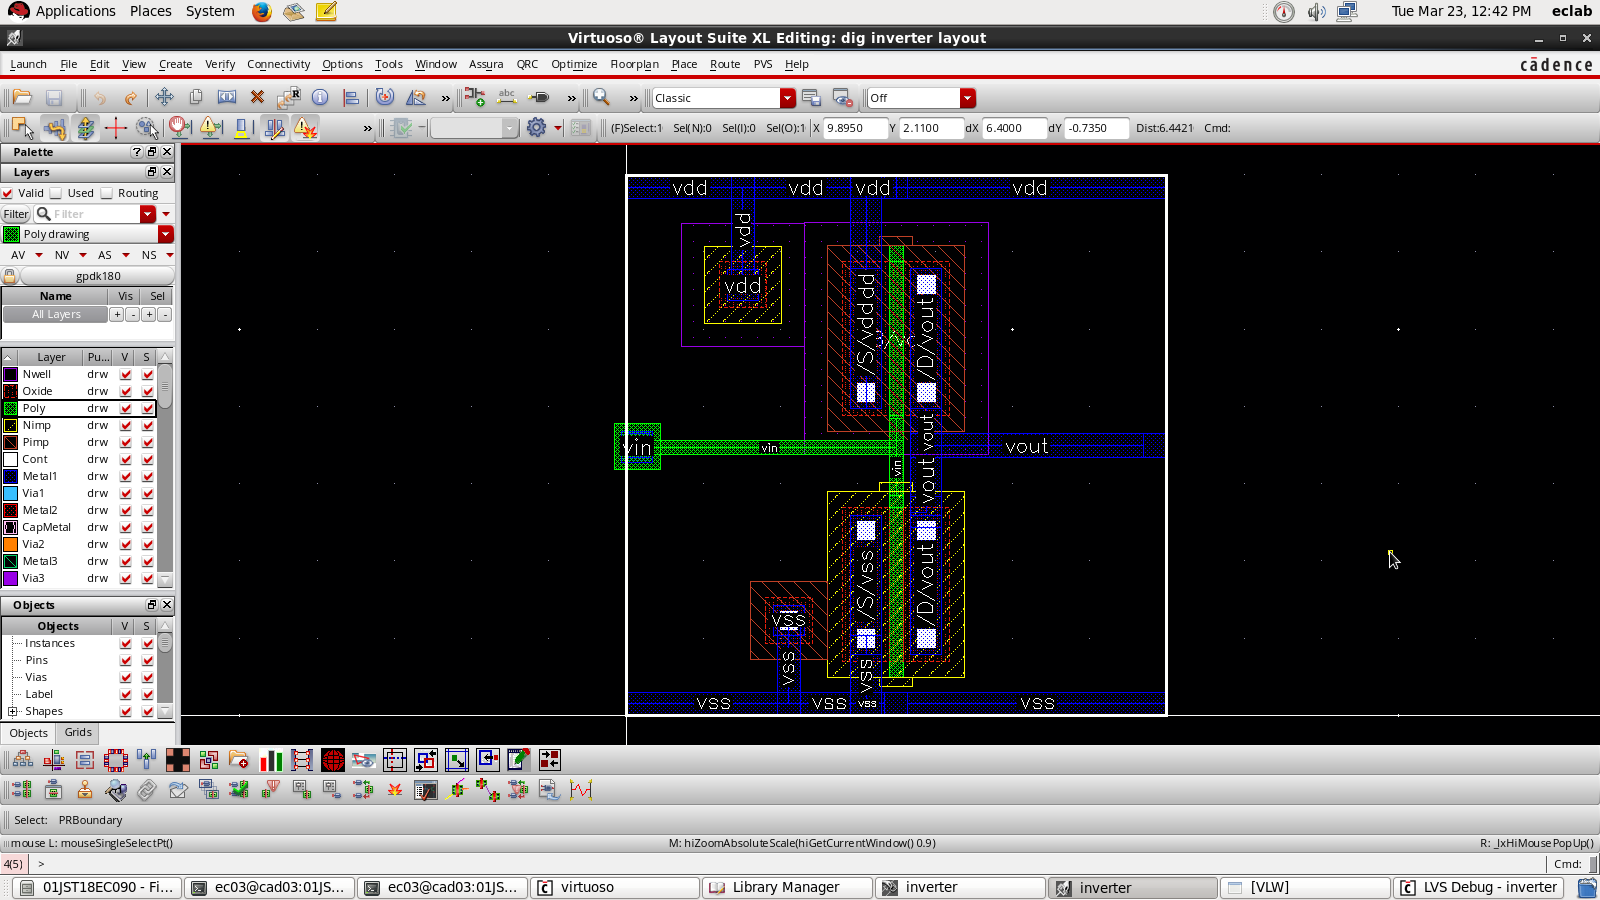 Applications Places System Tue Mar 23, 12:42 PM eclab
Virtuoso® Layout Suite XL Editing: dig inverter layout
Launch File Edit View Create Verify Connectivity Options Tools Window Assura QRC Optimize Floorplan Place Route PVS Help cādence
» » » Classic Off
» (F)Select:1 Sel(N):0 Sel(I):0 Sel(O):1 X 9.8950 Y 2.1100 dX 6.4000 dY -0.7350 Dist:6.4421 Cmd:
Palette
Layers
Valid Used Routing
Filter Filter
Poly drawing
AV NV AS NS
gpdk180
Name Vis Sel
All Layers + - + -
Layer Pu... V S
Nwell drw
Oxide drw
Poly drw
Nimp drw
Pimp drw
Cont drw
Metal1 drw
Via1 drw
Metal2 drw
CapMetal drw
Via2 drw
Metal3 drw
Via3 drw
Objects
Objects V S
Instances
Pins
Vias
Label
Shapes
Objects Grids
vdd vdd vdd vdd
vdd
vdd
/D/vout
vin
vin
vin
vout
vout
vout
/S/vss
/D/vout
vss
vss
vss
vss vss vss vss
Select: PRBoundary
mouse L: mouseSingleSelectPt() M: hiZoomAbsoluteScale(hiGetCurrentWindow() 0.9) R: _lxHiMousePopUp()
4(5) > Cmd:
01JST18EC090 - Fi... ec03@cad03:01JS... ec03@cad03:01JS... virtuoso Library Manager inverter inverter [VLW] LVS Debug - inverter